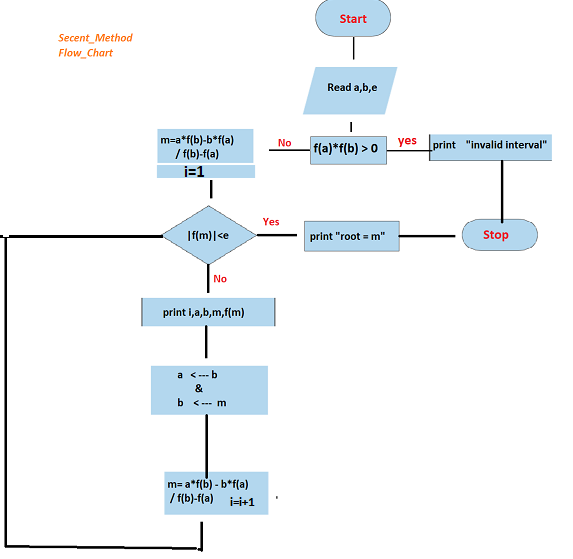 Secent_Method
Flow_Chart
Start
Read a,b,e
f(a)*f(b) > 0
No
yes
print "invalid interval"
m=a*f(b)-b*f(a)
/ f(b)-f(a)
i=1
|f(m)|<e
Yes
print "root = m"
Stop
No
print i,a,b,m,f(m)
a < --- b
&
b < --- m
m= a*f(b) - b*f(a)
/ f(b)-f(a) i=i+1